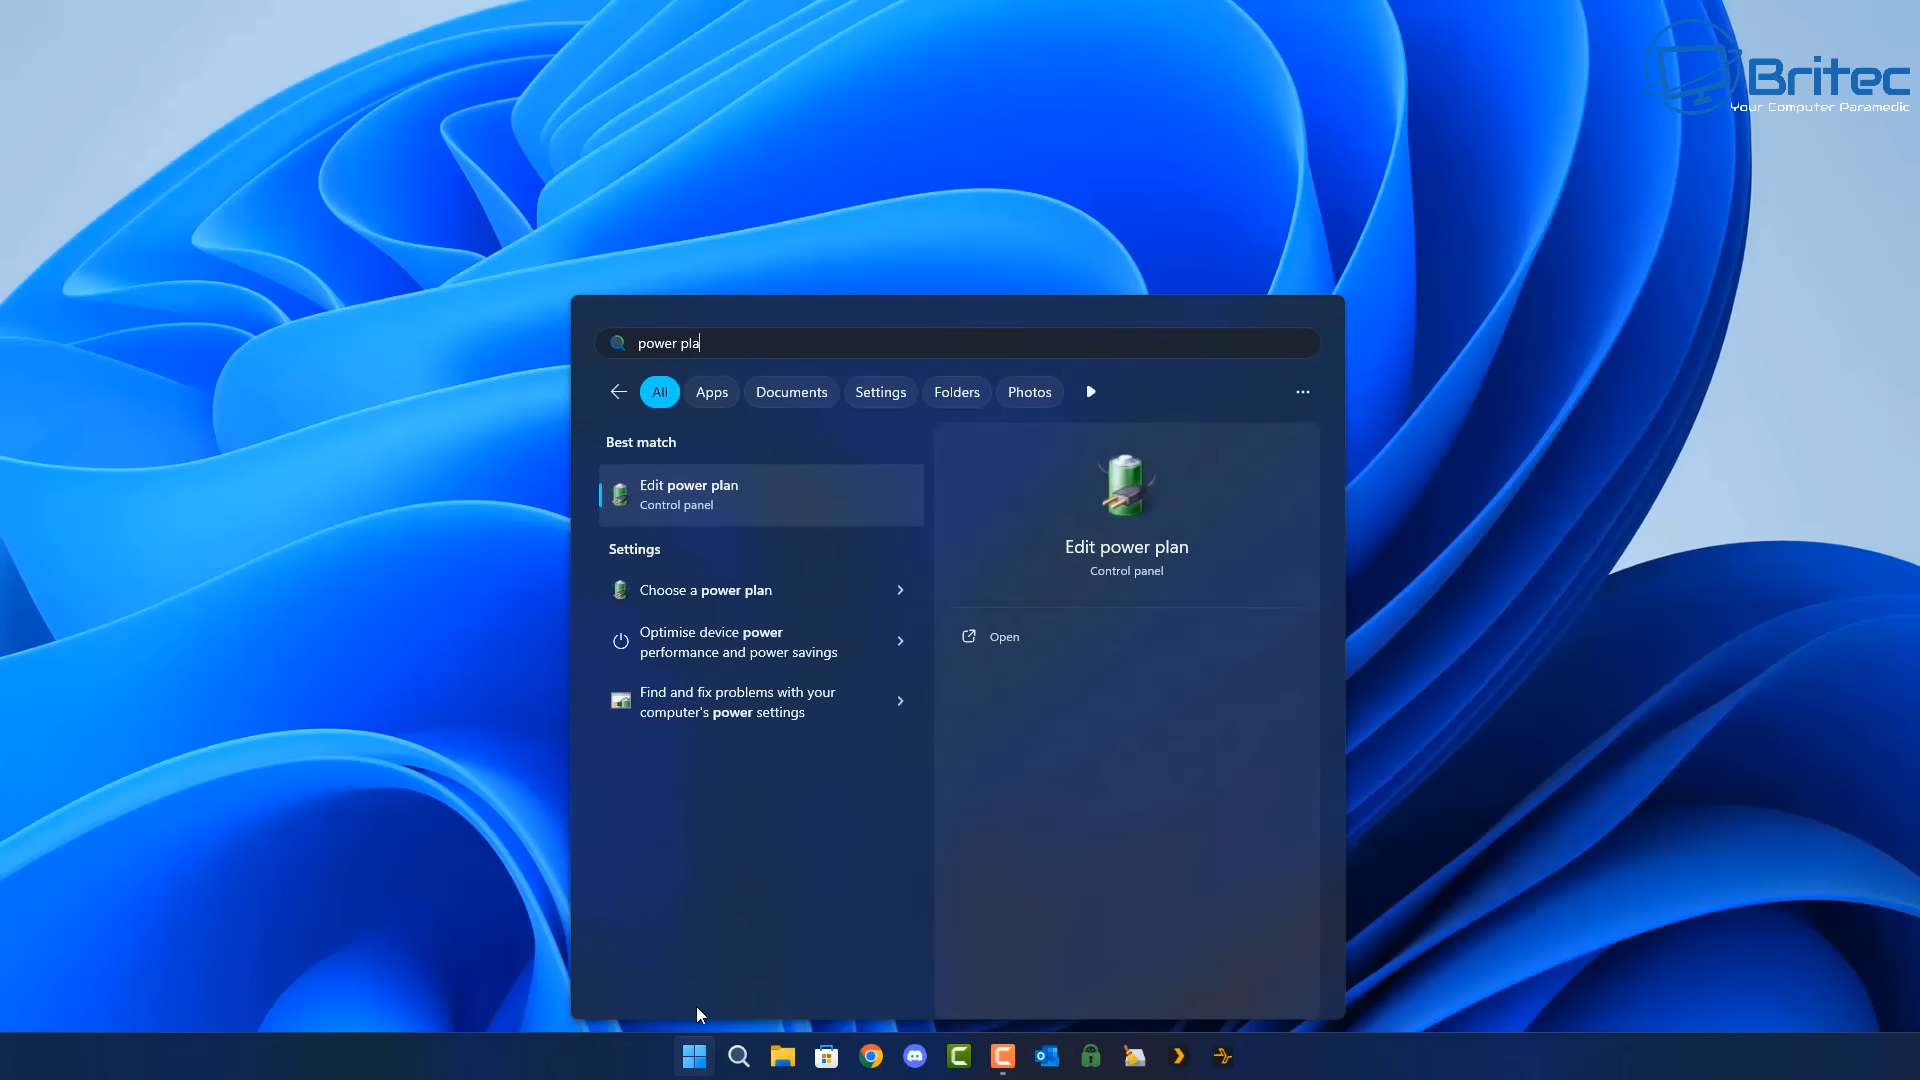 Britec
Your Computer Paramedic
power pla
All Apps Documents Settings Folders Photos
Best match
Edit power plan
Control panel
Settings
Choose a power plan
Optimise device power
performance and power savings
Find and fix problems with your
computer's power settings
Edit power plan
Control panel
Open